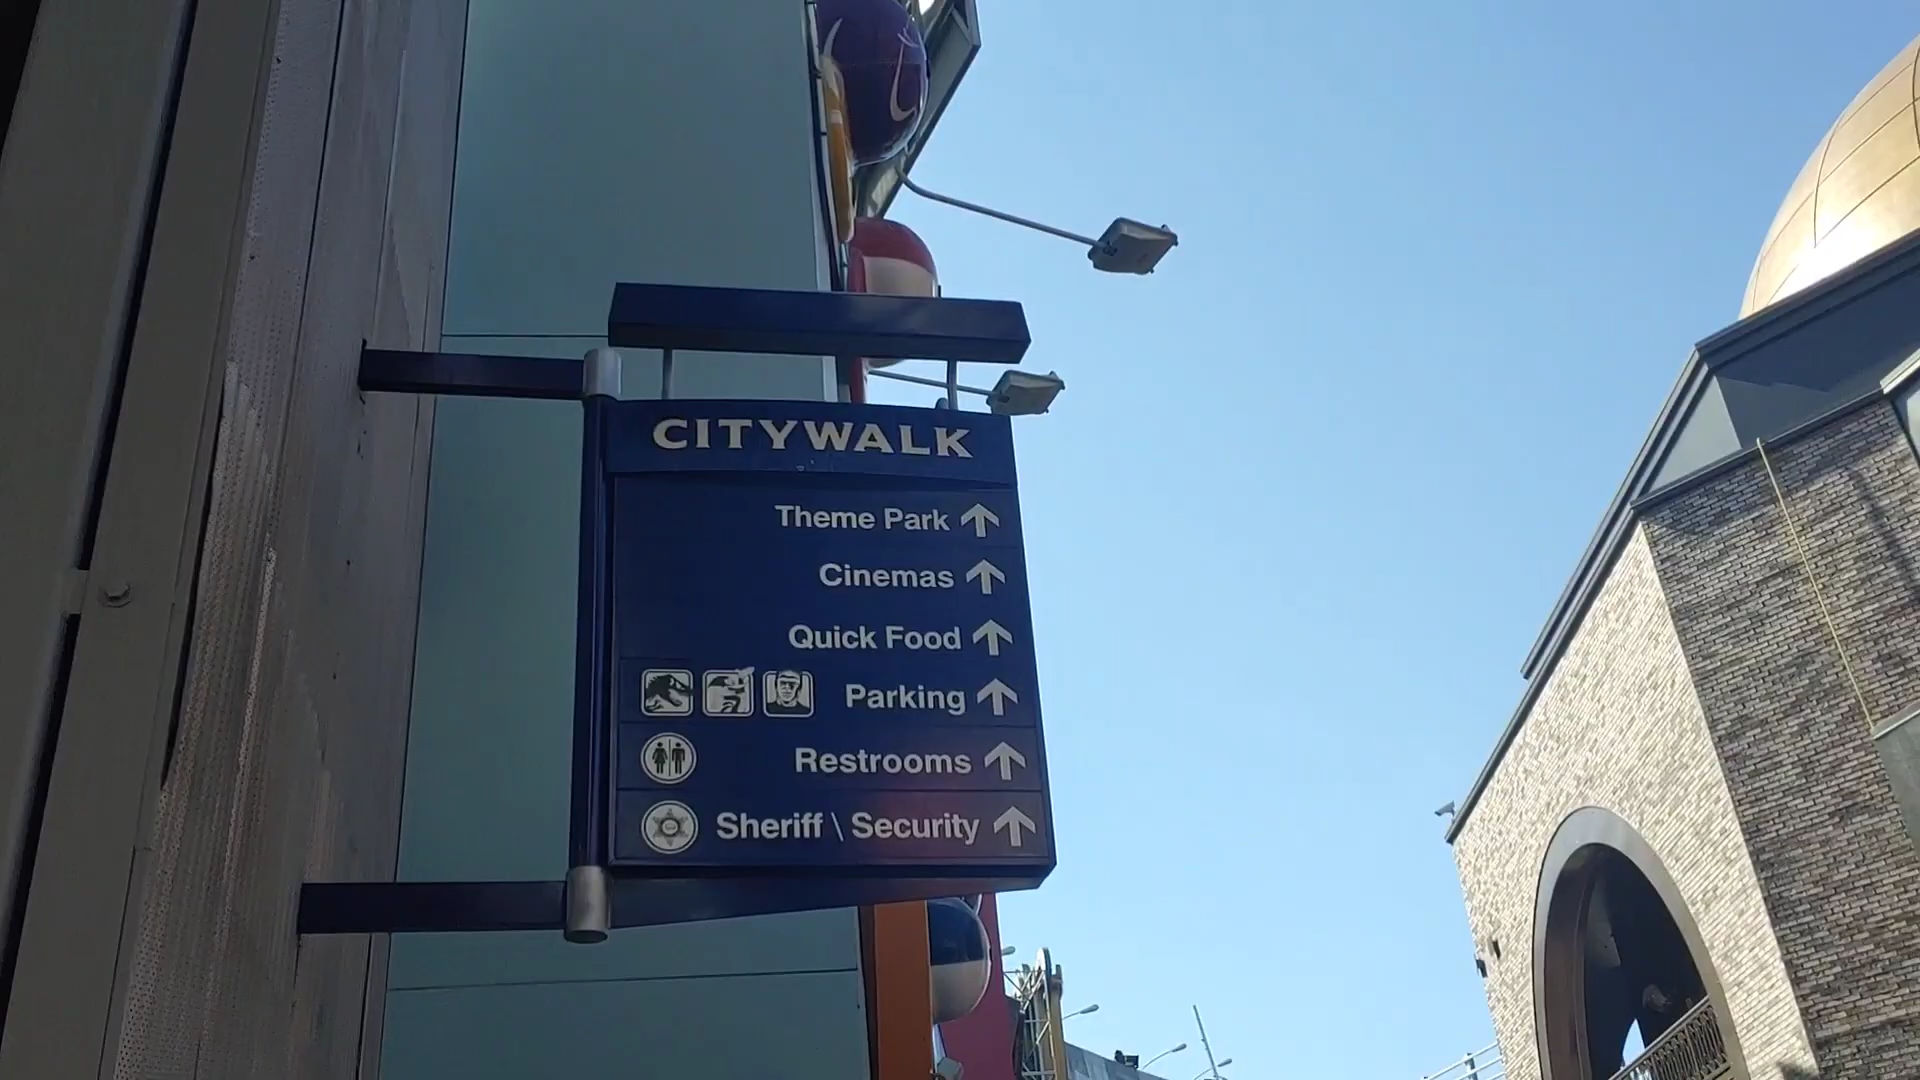 CITYWALK
Theme Park
Cinemas
Quick Food
Parking
Restrooms
Sheriff \ Security